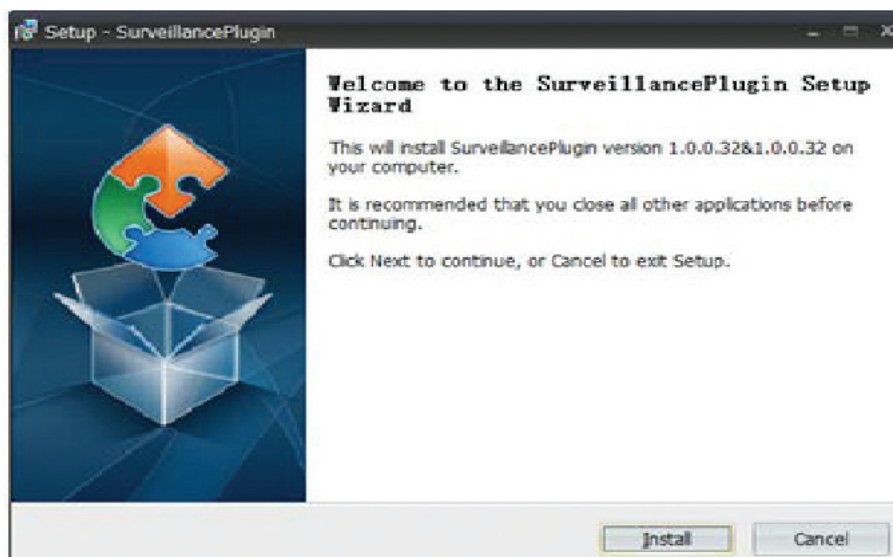 Setup - SurveillancePlugin
Welcome to the SurveillancePlugin Setup
Wizard
This will install SurveillancePlugin version 1.0.0.32&1.0.0.32 on
your computer.
It is recommended that you close all other applications before
continuing.
Click Next to continue, or Cancel to exit Setup.
Install
Cancel